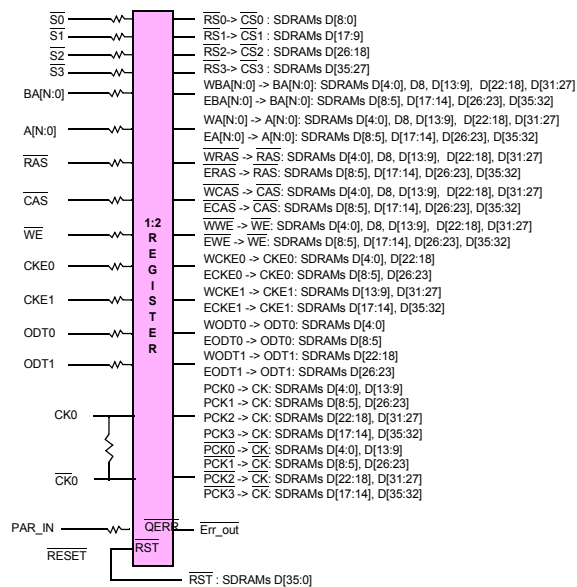 S0
S1
S2
S3
BA[N:0]
A[N:0]
RAS
CAS
WE
CKE0
CKE1
ODT0
ODT1
CK0
CK0
PAR_IN
RESET
1:2
R
E
G
I
S
T
E
R
QERR
RST
RS0-> CS0 : SDRAMs D[8:0]
RS1-> CS1 : SDRAMs D[17:9]
RS2-> CS2 : SDRAMs D[26:18]
RS3-> CS3 : SDRAMs D[35:27]
WBA[N:0] -> BA[N:0]: SDRAMs D[4:0], D8, D[13:9], D[22:18], D[31:27]
EBA[N:0] -> BA[N:0]: SDRAMs D[8:5], D[17:14], D[26:23], D[35:32]
WA[N:0] -> A[N:0]: SDRAMs D[4:0], D8, D[13:9], D[22:18], D[31:27]
EA[N:0] -> A[N:0]: SDRAMs D[8:5], D[17:14], D[26:23], D[35:32]
WRAS -> RAS: SDRAMs D[4:0], D8, D[13:9], D[22:18], D[31:27]
ERAS -> RAS: SDRAMs D[8:5], D[17:14], D[26:23], D[35:32]
WCAS -> CAS: SDRAMs D[4:0], D8, D[13:9], D[22:18], D[31:27]
ECAS -> CAS: SDRAMs D[8:5], D[17:14], D[26:23], D[35:32]
WWE -> WE: SDRAMs D[4:0], D8, D[13:9], D[22:18], D[31:27]
EWE -> WE: SDRAMs D[8:5], D[17:14], D[26:23], D[35:32]
WCKE0 -> CKE0: SDRAMs D[4:0], D[22:18]
ECKE0 -> CKE0: SDRAMs D[8:5], D[26:23]
WCKE1 -> CKE1: SDRAMs D[13:9], D[31:27]
ECKE1 -> CKE1: SDRAMs D[17:14], D[35:32]
WODT0 -> ODT0: SDRAMs D[4:0]
EODT0 -> ODT0: SDRAMs D[8:5]
WODT1 -> ODT1: SDRAMs D[22:18]
EODT1 -> ODT1: SDRAMs D[26:23]
PCK0 -> CK: SDRAMs D[4:0], D[13:9]
PCK1 -> CK: SDRAMs D[8:5], D[26:23]
PCK2 -> CK: SDRAMs D[22:18], D[31:27]
PCK3 -> CK: SDRAMs D[17:14], D[35:32]
PCK0 -> CK: SDRAMs D[4:0], D[13:9]
PCK1 -> CK: SDRAMs D[8:5], D[26:23]
PCK2 -> CK: SDRAMs D[22:18], D[31:27]
PCK3 -> CK: SDRAMs D[17:14], D[35:32]
Err_out
RST : SDRAMs D[35:0]